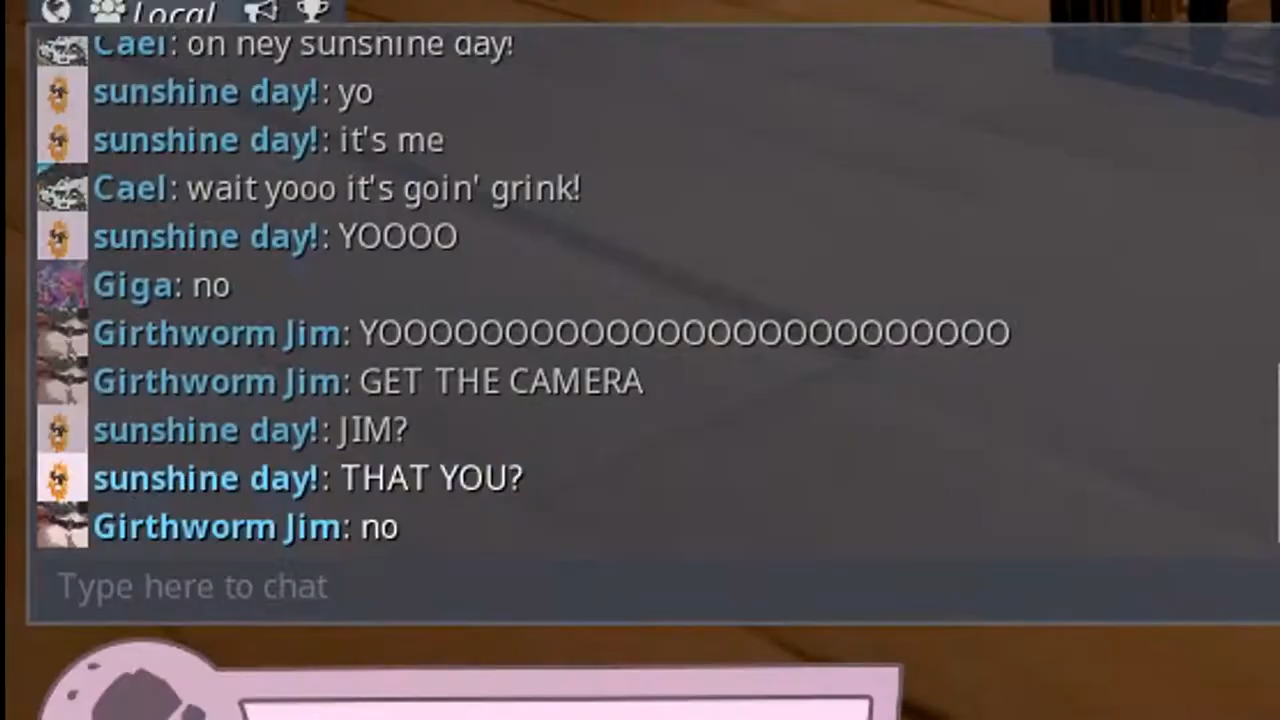 Local
Cael: oh hey sunshine day!
sunshine day!: yo
sunshine day!: it's me
Cael: wait yooo it's goin' grink!
sunshine day!: YOOOO
Giga: no
Girthworm Jim: YOOOOOOOOOOOOOOOOOOOOOOOOO
Girthworm Jim: GET THE CAMERA
sunshine day!: JIM?
sunshine day!: THAT YOU?
Girthworm Jim: no
Type here to chat